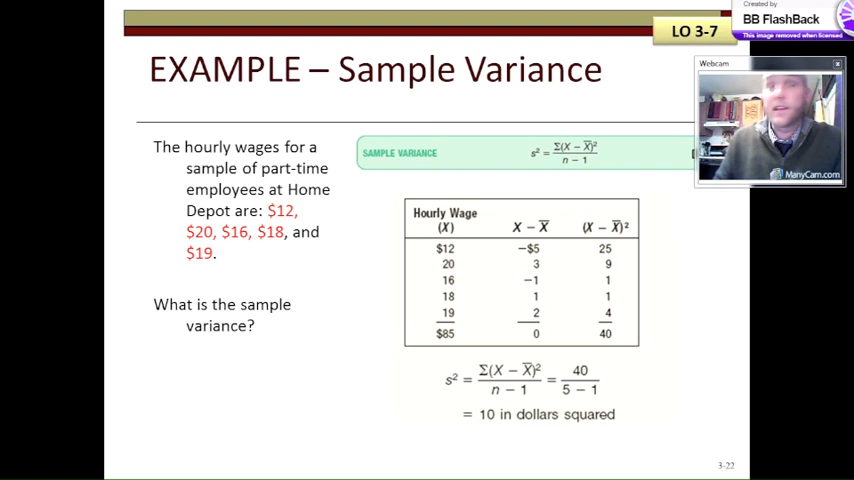 Created by
BB FlashBack
This image removed when licensed
LO 3-7
EXAMPLE – Sample Variance
Webcam
The hourly wages for a
sample of part-time
employees at Home
Depot are: $12,
$20, $16, $18, and
$19.
What is the sample
variance?
SAMPLE VARIANCE s² = Σ(X – X̄)² / n – 1 [
ManyCam.com
Hourly Wage
(X) X – X̄ (X – X̄)²
$12 –$5 25
20 3 9
16 –1 1
18 1 1
19 2 4
$85 0 40
s² = Σ(X – X̄)² / n – 1 = 40 / 5 – 1
= 10 in dollars squared
3-22